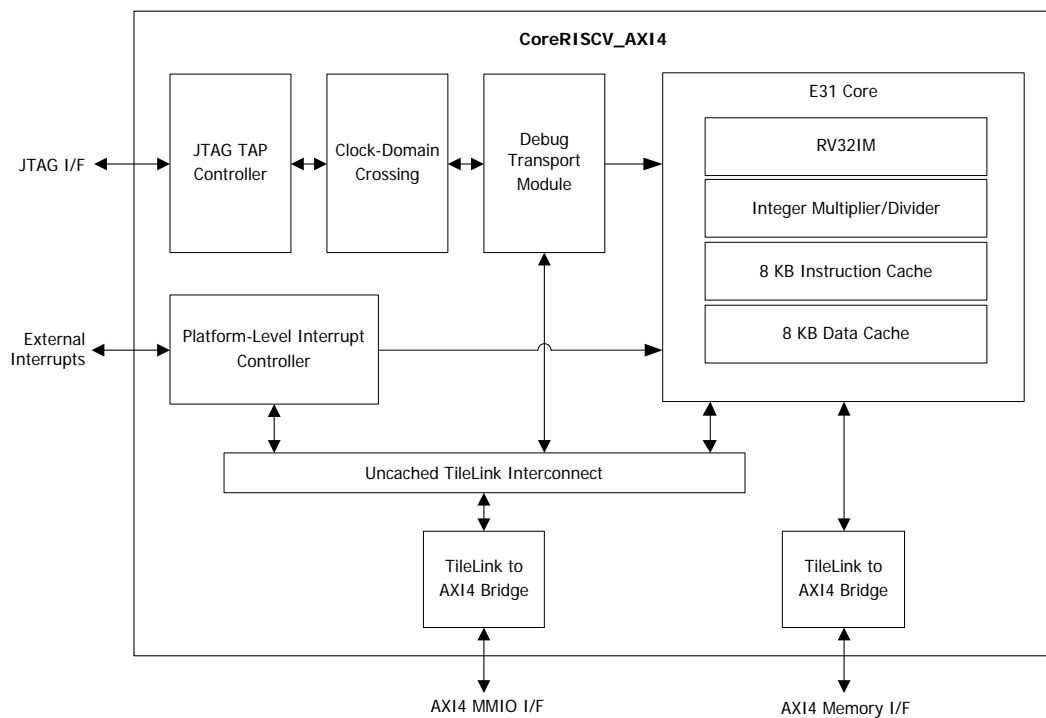 CoreRISCV_AXI4
E31 Core
JTAG I/F
JTAG TAP
Controller
Clock-Domain
Crossing
Debug
Transport
Module
RV32IM
Integer Multiplier/Divider
8 KB Instruction Cache
8 KB Data Cache
External
Interrupts
Platform-Level Interrupt
Controller
Uncached TileLink Interconnect
TileLink to
AXI4 Bridge
TileLink to
AXI4 Bridge
AXI4 MMIO I/F
AXI4 Memory I/F